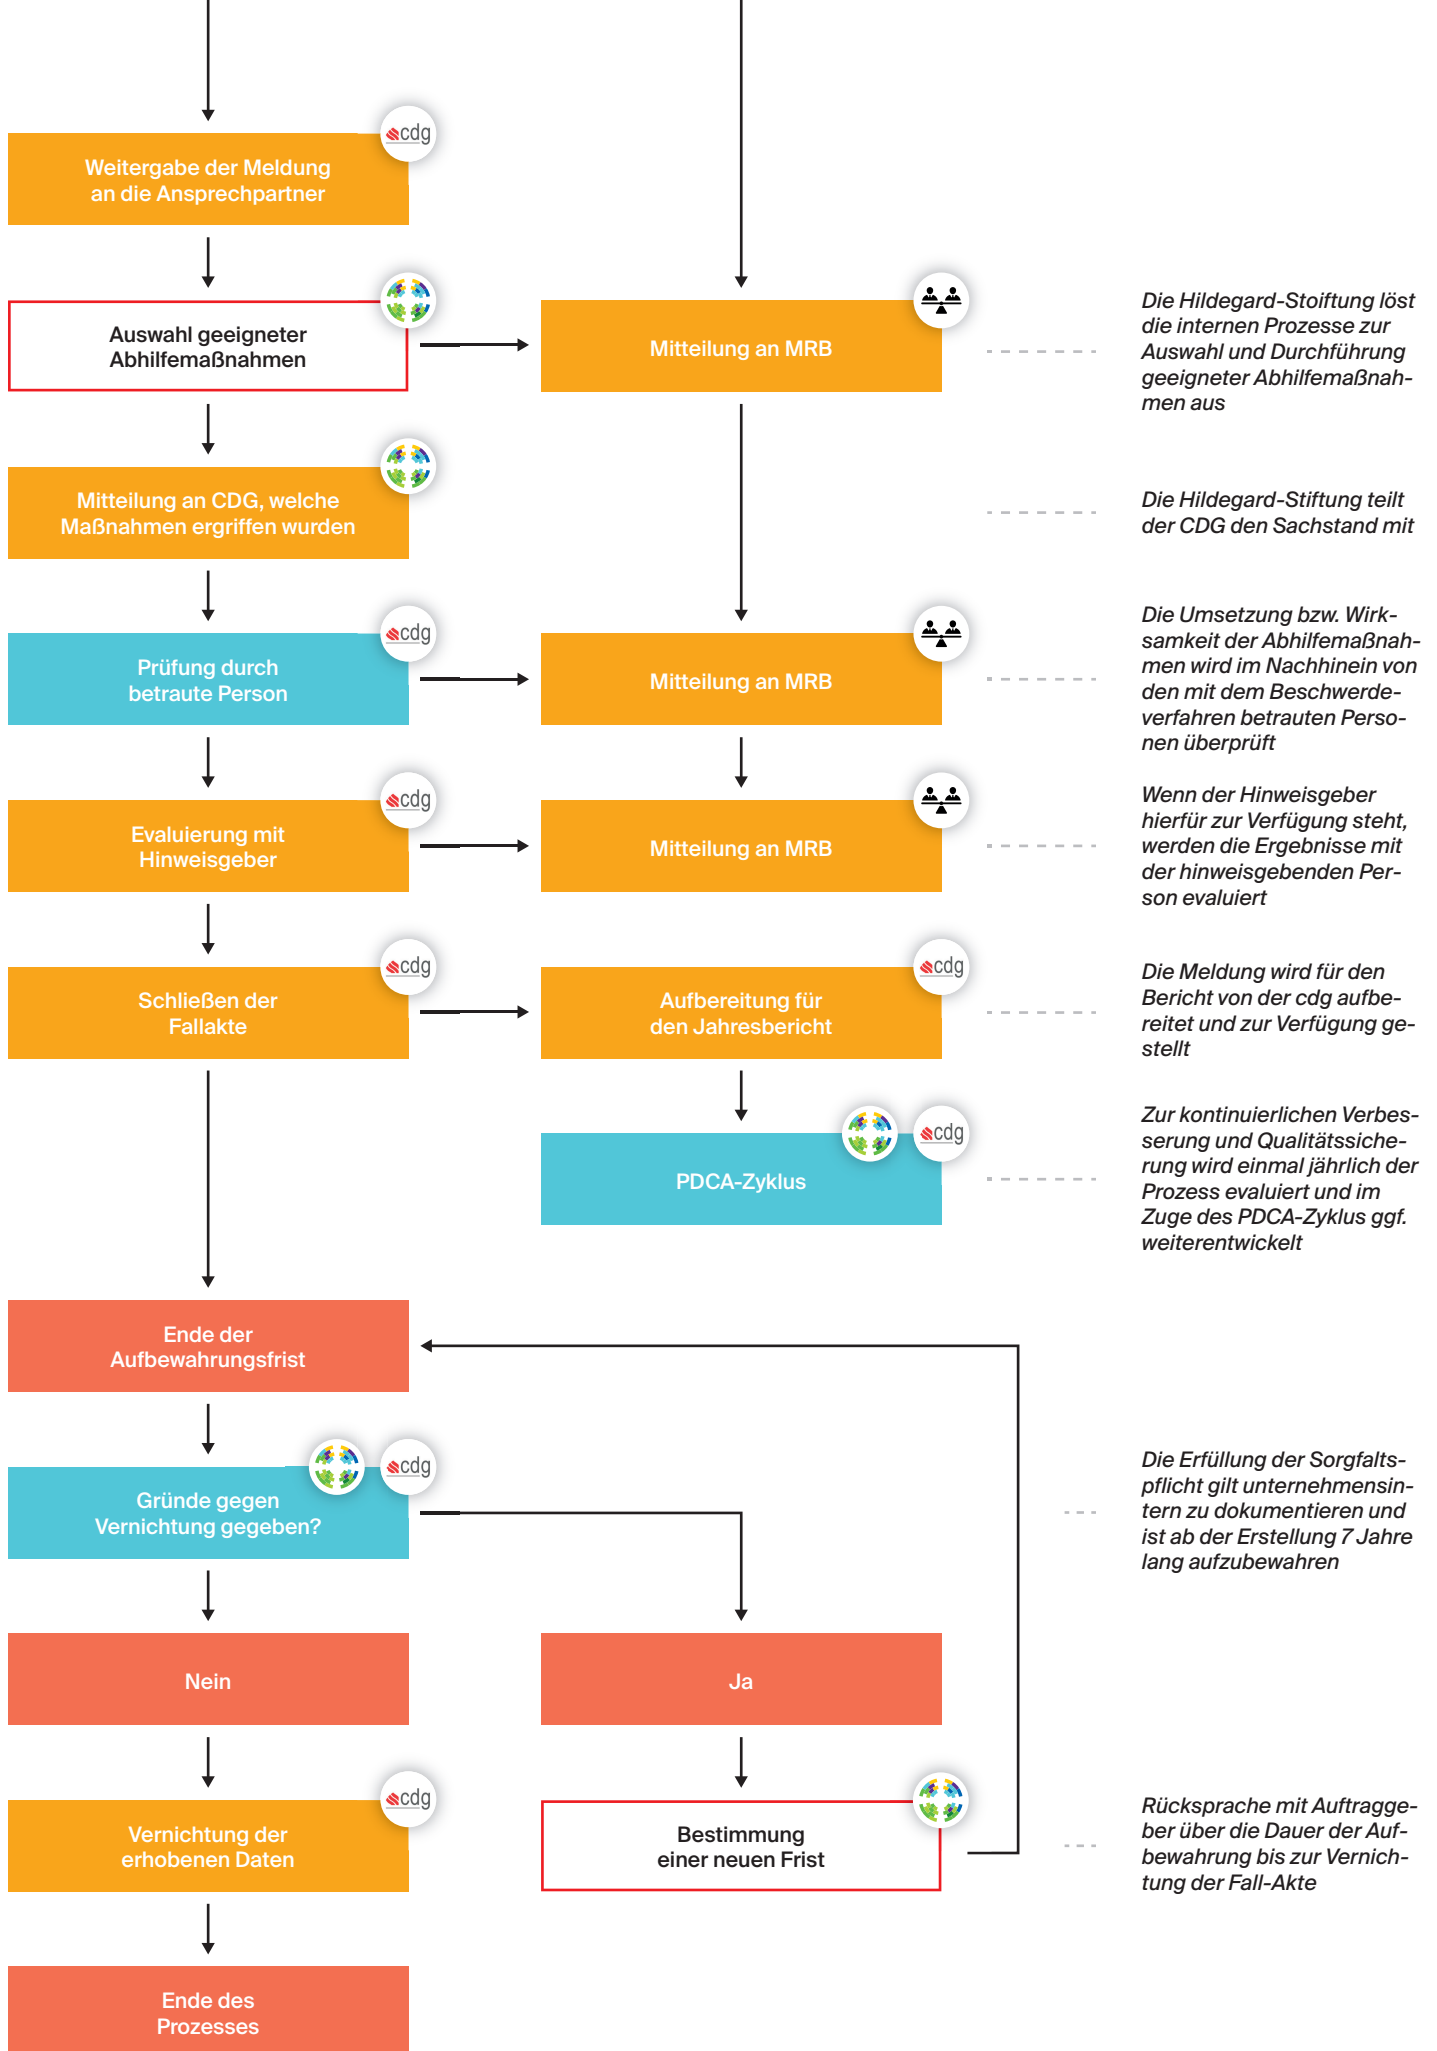 cdg
Weitergabe der Meldung
an die Ansprechpartner
Auswahl geeigneter
Abhilfemaßnahmen
Mitteilung an MRB
Die Hildegard-Stoiftung löst
die internen Prozesse zur
Auswahl und Durchführung
geeigneter Abhilfemaßnah-
men aus
Mitteilung an CDG, welche
Maßnahmen ergriffen wurden
Die Hildegard-Stiftung teilt
der CDG den Sachstand mit
cdg
Prüfung durch
betraute Person
Mitteilung an MRB
Die Umsetzung bzw. Wirk-
samkeit der Abhilfemaßnah-
men wird im Nachhinein von
den mit dem Beschwerde-
verfahren betrauten Perso-
nen überprüft
cdg
Evaluierung mit
Hinweisgeber
Mitteilung an MRB
Wenn der Hinweisgeber
hierfür zur Verfügung steht,
werden die Ergebnisse mit
der hinweisgebenden Per-
son evaluiert
cdg
Schließen der
Fallakte
cdg
Aufbereitung für
den Jahresbericht
Die Meldung wird für den
Bericht von der cdg aufbe-
reitet und zur Verfügung ge-
stellt
cdg
PDCA-Zyklus
Zur kontinuierlichen Verbes-
serung und Qualitätssiche-
rung wird einmal jährlich der
Prozess evaluiert und im
Zuge des PDCA-Zyklus ggf.
weiterentwickelt
Ende der
Aufbewahrungsfrist
cdg
Gründe gegen
Vernichtung gegeben?
Die Erfüllung der Sorgfalts-
pflicht gilt unternehmensin-
tern zu dokumentieren und
ist ab der Erstellung 7 Jahre
lang aufzubewahren
Nein
Ja
cdg
Vernichtung der
erhobenen Daten
Bestimmung
einer neuen Frist
Rücksprache mit Auftragge-
ber über die Dauer der Auf-
bewahrung bis zur Vernich-
tung der Fall-Akte
Ende des
Prozesses